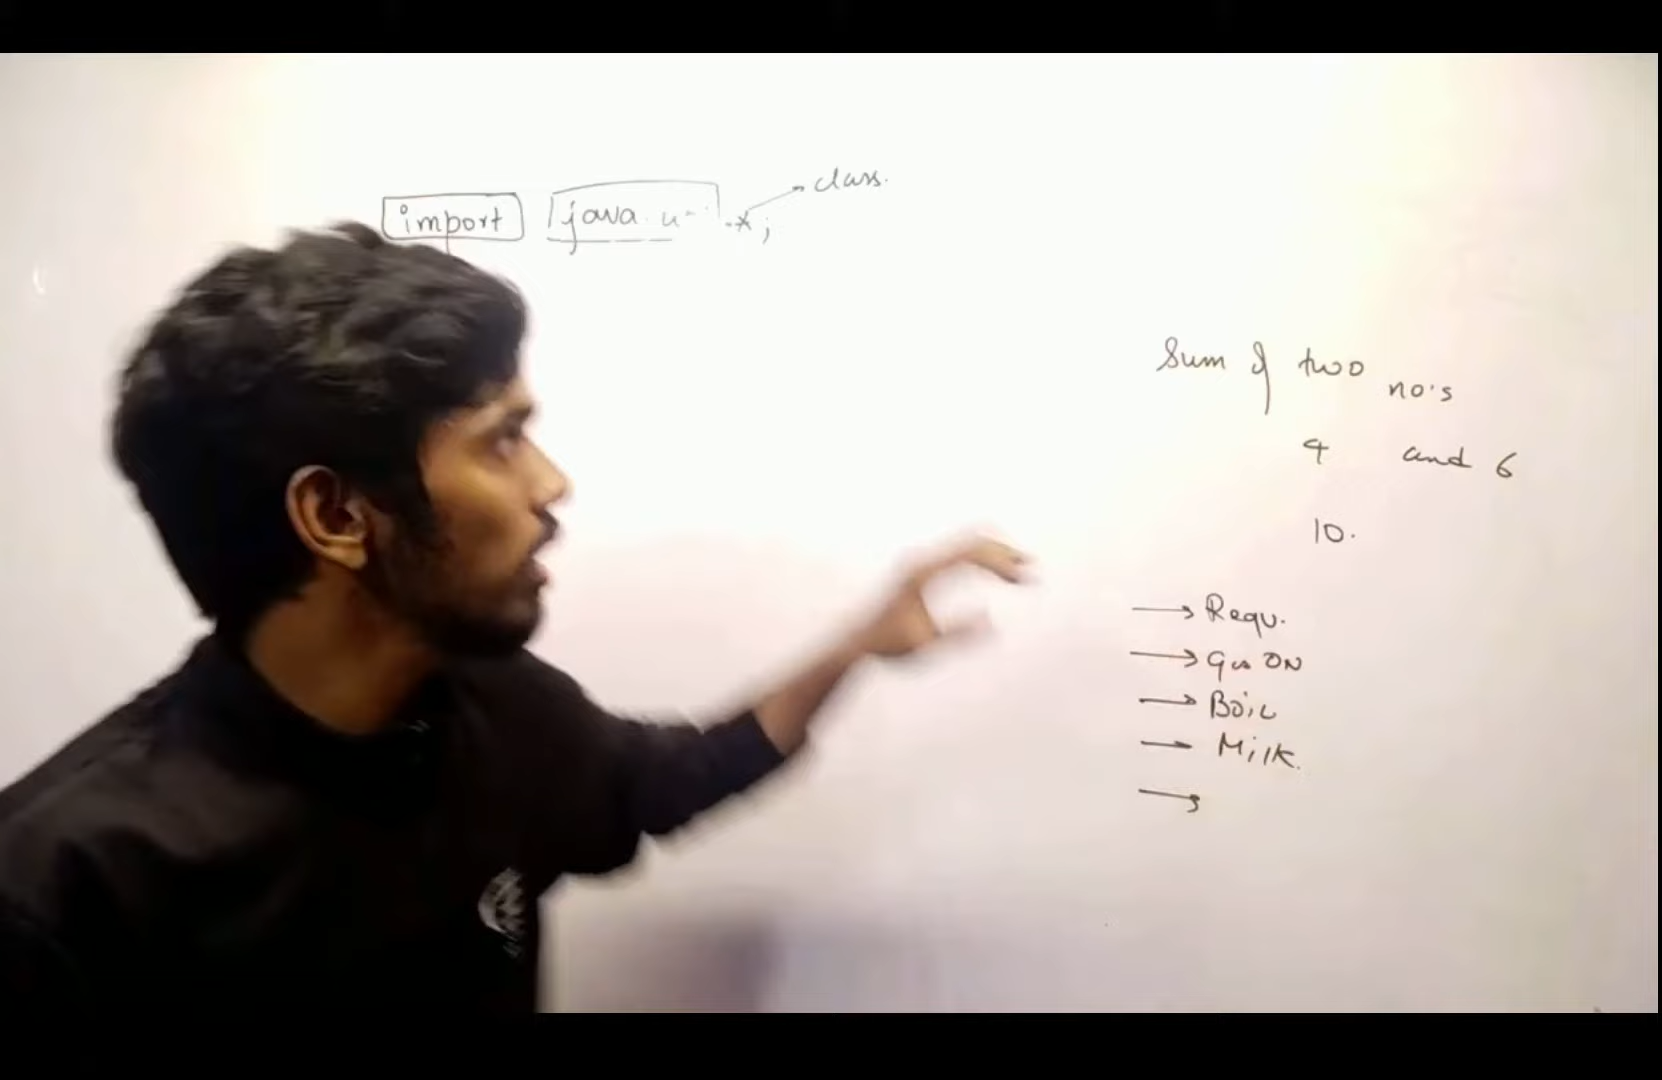 class.
import java.u .*;
Sum of two no's
4 and 6
10.
Requ.
Gas ON
Boil
Milk.